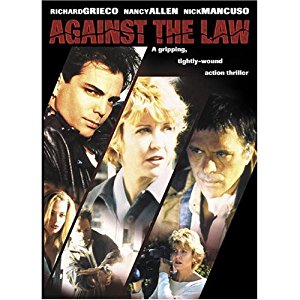 RICHARD GRIECO NANCY ALLEN NICK MANCUSO
AGAINST THE LAW
A gripping,
tightly-wound
action thriller